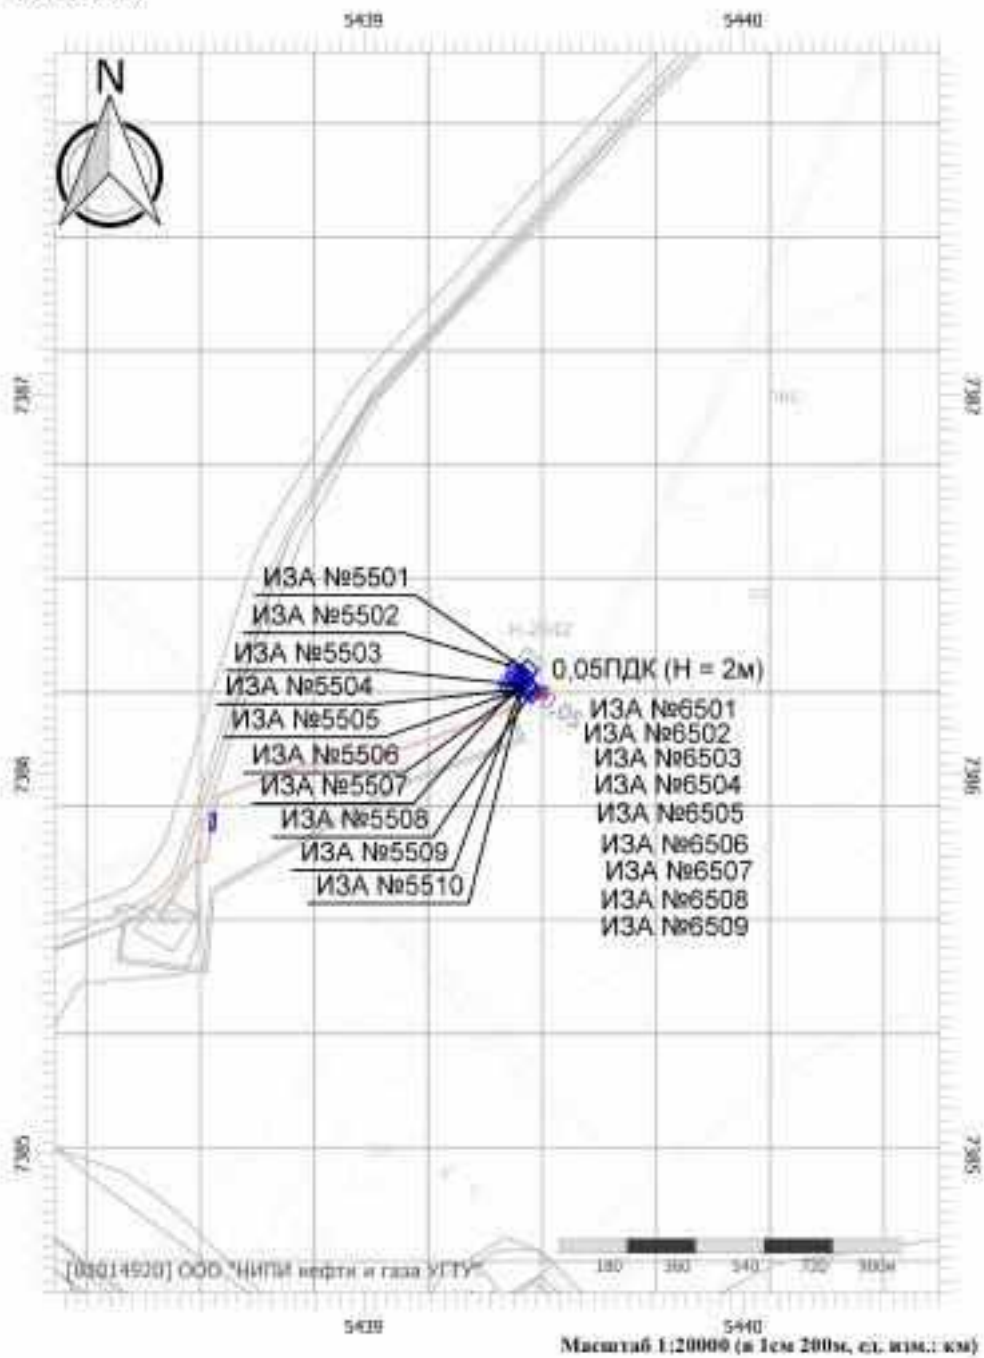 5439 5440
N
7387 7387
ИЗА №5501
ИЗА №5502
ИЗА №5503
0,05ПДК (Н = 2м)
ИЗА №5504
ИЗА №6501
ИЗА №5505
ИЗА №6502
ИЗА №5506
ИЗА №6503
7386 7386
ИЗА №5507
ИЗА №6504
ИЗА №5508
ИЗА №6505
ИЗА №5509
ИЗА №6506
ИЗА №5510
ИЗА №6507
ИЗА №6508
ИЗА №6509
7385 7385
ООО "НИПИ нефти и газа УГТУ"
180 360 540 720 900м
5439 5440
Масштаб 1:20000 (в 1см 200м, ед. изм.: км)